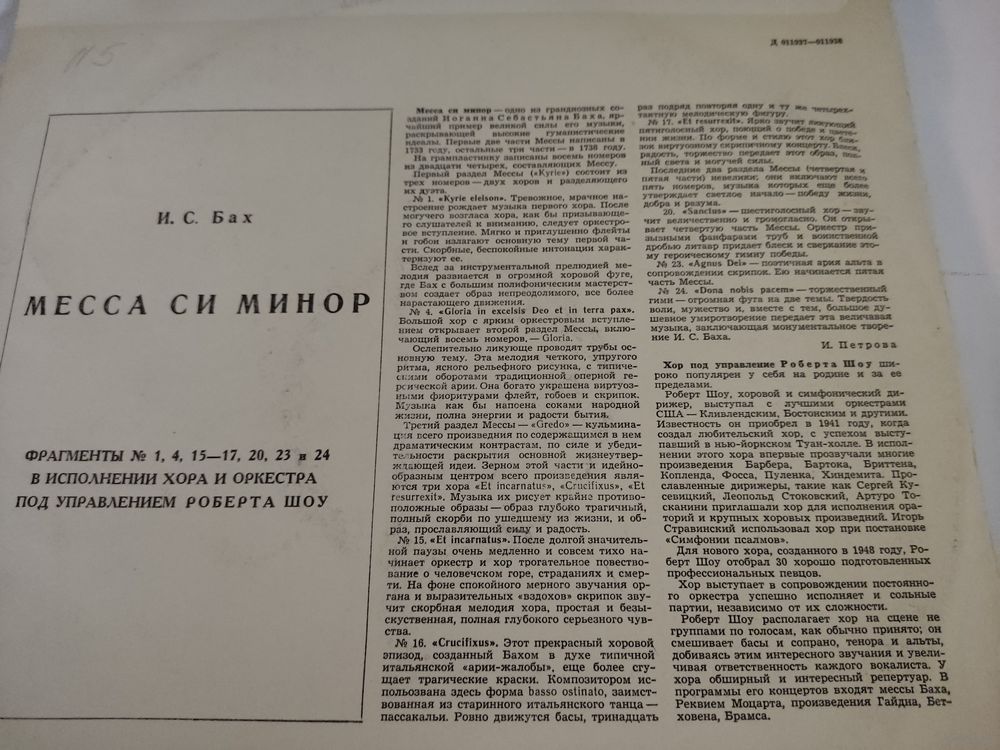 Д 011937—011938
И. С. Бах
МЕССА СИ МИНОР
ФРАГМЕНТЫ № 1, 4, 15—17, 20, 23 и 24
В ИСПОЛНЕНИИ ХОРА И ОРКЕСТРА
ПОД УПРАВЛЕНИЕМ РОБЕРТА ШОУ
Месса си минор — одно из грандиозных со-
зданий Иоганна Себастьяна Баха, яр-
чайший пример великой силы его музыки,
раскрывающей высокие гуманистические
идеалы. Первые две части Мессы написаны в
1733 году, остальные три части — в 1738 году.
На грампластинку записаны восемь номеров
из двадцати четырех, составляющих Мессу.
Первый раздел Мессы («Kyrie») состоит из
трех номеров — двух хоров и разделяющего
их дуэта.
№ 1. «Kyrie eleison». Тревожное, мрачное на-
строение рождает музыка первого хора. После
могучего возгласа хора, как бы призывающе-
го слушателей к вниманию, следует оркестро-
вое вступление. Мягко и приглушенно флейты
и гобои излагают основную тему первой ча-
сти. Скорбные, беспокойные интонации харак-
теризуют ее.
Вслед за инструментальной прелюдией ме-
лодия развивается в огромной хоровой фуге,
где Бах с большим полифоническим мастерст-
вом создает образ непреодолимого, все более
нарастающего движения.
№ 4. «Gloria in excelsis Deo et in terra pax».
Большой хор с ярким оркестровым вступле-
нием открывает второй раздел Мессы, вклю-
чающий восемь номеров. — Gloria.
Ослепительно ликующе проводят трубы ос-
новную тему. Эта мелодия четкого, упругого
ритма, ясного рельефного рисунка, с типиче-
скими оборотами традиционной оперной ге-
роической арии. Она богато украшена виртуоз-
ными фиоритурами флейт, гобоев и скрипок.
Музыка как бы напоена соками народной
жизни, полна энергии и радости бытия.
Третий раздел Мессы — «Gredo» — кульмина-
ция всего произведния по содержащимся в нем
драматическим контрастам, по силе и убеди-
тельности раскрытия основной жизнеутвер-
ждающей идеи. Зерном этой части и идейно-
образным центром всего произведения явля-
ются три хора «Et incarnatus», «Crucifixus», «Et
resurrexit». Музыка их рисует крайне противо-
положные образы — образ глубоко трагичный,
полный скорби по ушедшему из жизни, и об-
раз, прославляющий силу и радость.
№ 15. «Et incarnatus». После долгой значитель-
ной паузы очень медленно и совсем тихо на-
чинает оркестр и хор трогательное повество-
вание о человеческом горе, страданиях и смер-
ти. На фоне спокойного мерного звучания ор-
гана и выразительных «вздохов» скрипок зву-
чит скорбная мелодия хора, простая и безы-
скуственная, полная глубокого серьезного чув-
ства.
№ 16. «Crucifixus». Этот прекрасный хоровой
эпизод, созданный Бахом в духе типичной
итальянской «арии-жалобы», еще более сгу-
щает трагические краски. Композитором ис-
пользована здесь форма basso ostinato, заимст-
вованная из старинного итальянского танца —
пассакальи. Ровно движутся басы, тринадцать
раз подряд повторяя одну и ту же четырех-
тактную мелодическую фигуру.
№ 17. «Et resurrexit». Ярко звучит ликующий
пятиголосный хор, поющий о победе и цвете-
нии жизни. По форме и стилю этот хор бли-
зок виртуозному скрипичному концерту. Взлет,
радость, торжество передает этот образ, пол-
ный света и могучей силы.
Последние два раздела Мессы (четвертая и
пятая части) невелики; они включают всего
пять номеров, музыка которых еще более
утверждает светлое начало — победу жизни,
добра и разума.
20. «Sanctus» — шестиголосный хор — зву-
чит величественно и громогласно. Он откры-
вает четвертую часть Мессы. Оркестр при-
зывными фанфарами труб и воинственной
дробью литавр придает блеск и сверкание это-
му героическому гимну победы.
№ 23. «Agnus Dei» — поэтичная ария альта в
сопровождении скрипок. Ею начинается пятая
часть Мессы.
№ 24. «Dona nobis pacem» — торжественный
гимн — огромная фуга на две темы. Твердость
воли, мужество и, вместе с тем, большое ду-
шевное умиротворение передает эта величавая
музыка, заключающая монументальное творе-
ние И. С. Баха.
И. Петрова
Хор под управление Роберта Шоу ши-
роко популярен у себя на родине и за ее
пределами.
Роберт Шоу, хоровой и симфонический ди-
рижер, выступал с лучшими оркестрами
США — Кливлендским, Бостонским и другими.
Известность он приобрел в 1941 году, когда
создал любительский хор, с успехом высту-
павший в нью-йоркском Туан-холле. В испол-
нении этого хора впервые прозвучали многие
произведения Барбера, Бартока, Бриттена,
Копленда, Фосса, Пуленка, Хиндемита. Про-
славленные дирижеры, такие как Сергей Ку-
севицкий, Леопольд Стоковский, Артуро То-
сканини приглашали хор для исполнения ора-
торий и крупных хоровых произведений. Игорь
Стравинский использовал хор при постановке
«Симфонии псалмов».
Для нового хора, созданного в 1948 году, Ро-
берт Шоу отобрал 30 хорошо подготовленных
профессиональных певцов.
Хор выступает в сопровождении постоянно-
го оркестра успешно исполняет и сольные
партии, независимо от их сложности.
Роберт Шоу располагает хор на сцене не
группами по голосам, как обычно принято; он
смешивает басы и сопрано, тенора и альты,
добиваясь этим интересного звучания и увели-
чивая ответственность каждого вокалиста. У
хора обширный и интересный репертуар. В
программы его концертов входят мессы Баха,
Реквием Моцарта, произведения Гайдна, Бет-
ховена, Брамса.